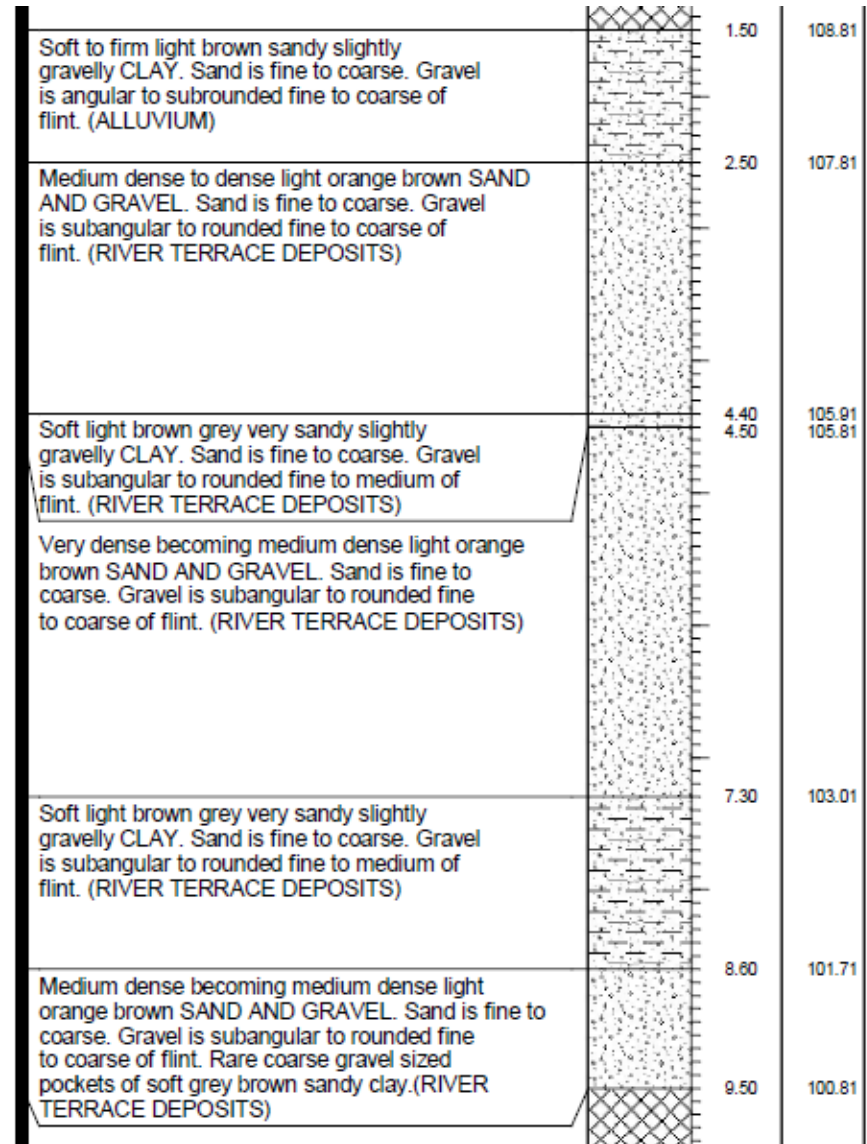 1.50 108.81
Soft to firm light brown sandy slightly
gravelly CLAY. Sand is fine to coarse. Gravel
is angular to subrounded fine to coarse of
flint. (ALLUVIUM)
2.50 107.81
Medium dense to dense light orange brown SAND
AND GRAVEL. Sand is fine to coarse. Gravel
is subangular to rounded fine to coarse of
flint. (RIVER TERRACE DEPOSITS)
4.40 105.91
4.50 105.81
Soft light brown grey very sandy slightly
gravelly CLAY. Sand is fine to coarse. Gravel
is subangular to rounded fine to medium of
flint. (RIVER TERRACE DEPOSITS)
Very dense becoming medium dense light orange
brown SAND AND GRAVEL. Sand is fine to
coarse. Gravel is subangular to rounded fine
to coarse of flint. (RIVER TERRACE DEPOSITS)
7.30 103.01
Soft light brown grey very sandy slightly
gravelly CLAY. Sand is fine to coarse. Gravel
is subangular to rounded fine to medium of
flint. (RIVER TERRACE DEPOSITS)
8.60 101.71
Medium dense becoming medium dense light
orange brown SAND AND GRAVEL. Sand is fine to
coarse. Gravel is subangular to rounded fine
to coarse of flint. Rare coarse gravel sized
pockets of soft grey brown sandy clay.(RIVER
TERRACE DEPOSITS)
9.50 100.81